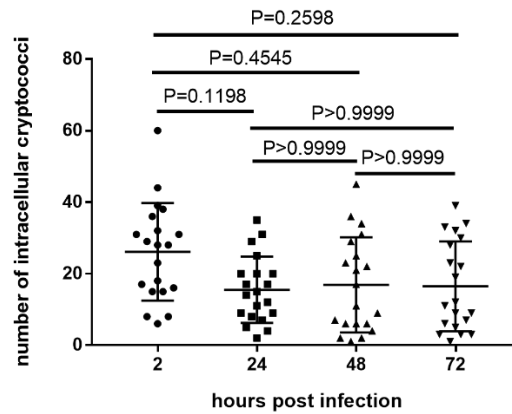 P=0.2598
P=0.4545
P=0.1198
P>0.9999
P>0.9999
P>0.9999
number of intracellular cryptococci
80
60
40
20
0
2 24 48 72
hours post infection